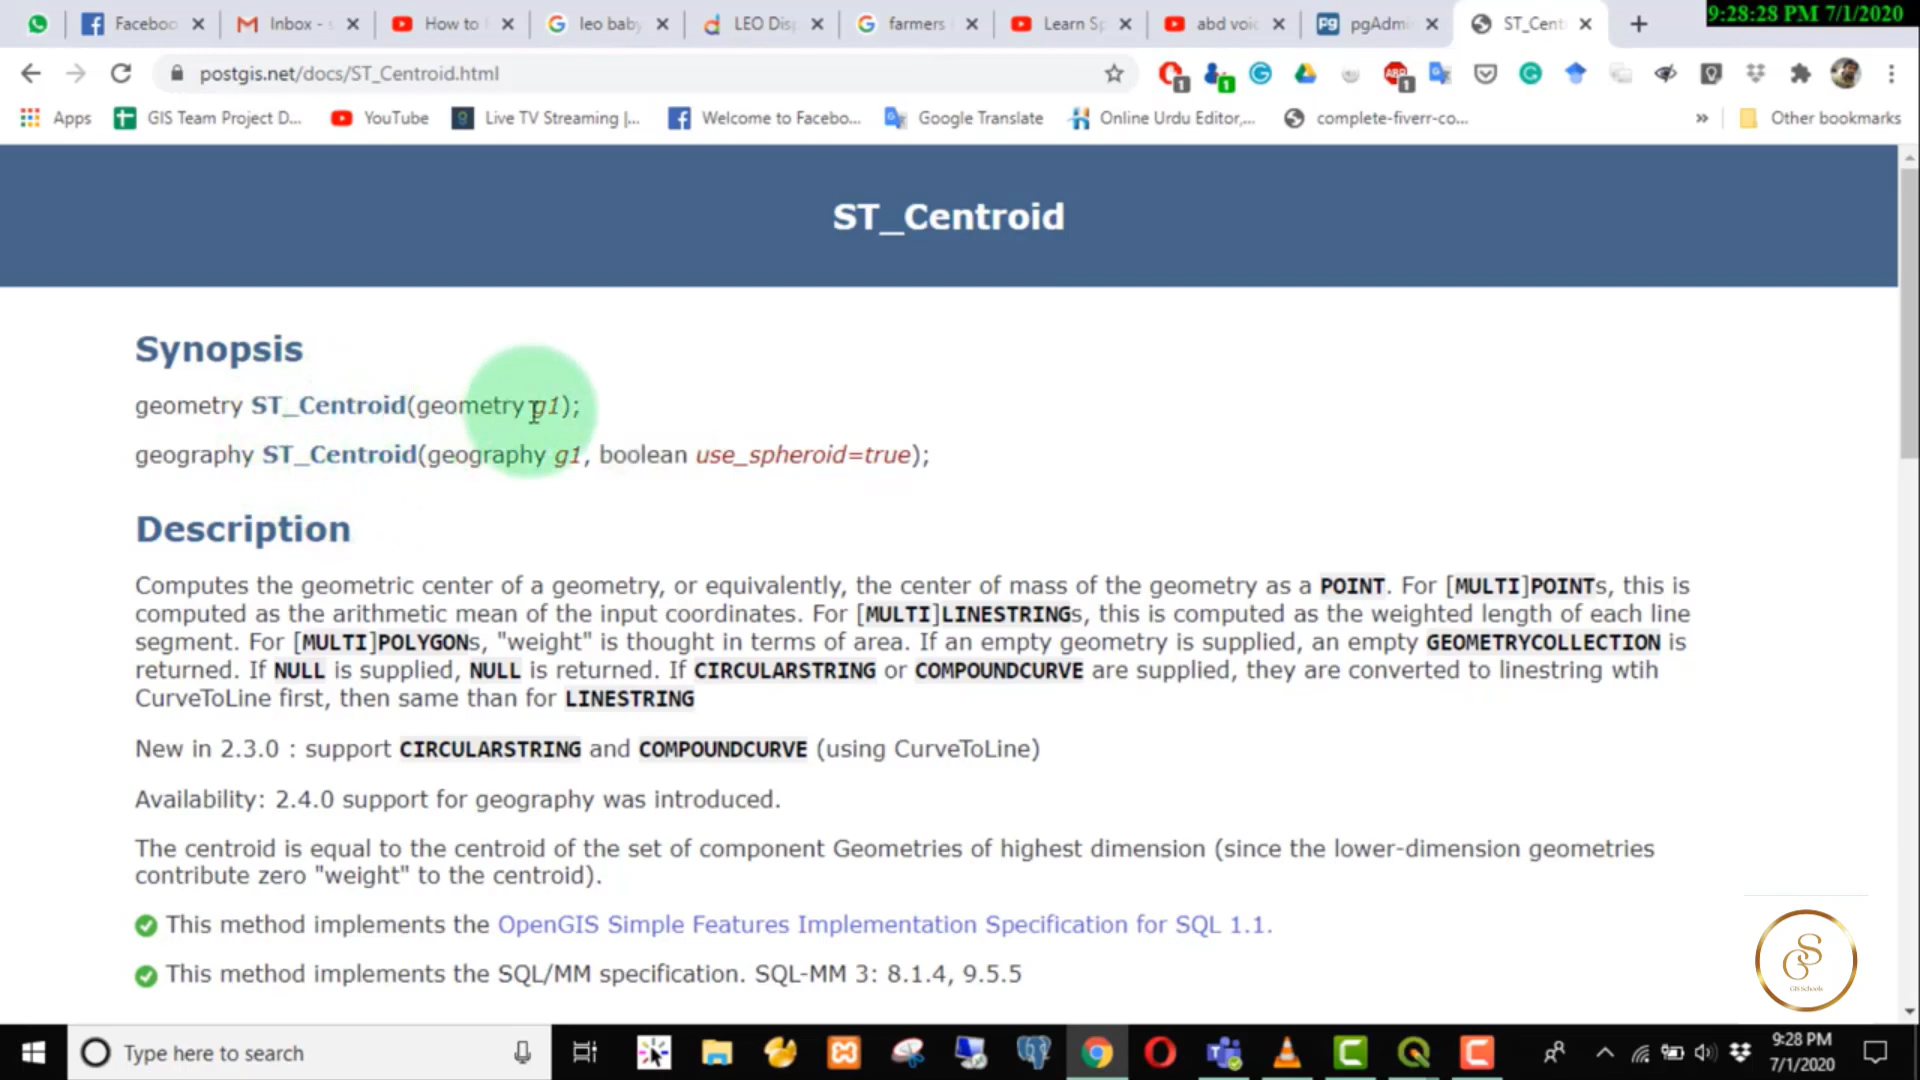 9:28:28 PM 7/1/2020
Faceboo
Inbox -
How to
leo baby
LEO Dis
farmers
Learn Sp
abd voic
pgAdmi
ST_Cent
postgis.net/docs/ST_Centroid.html
Apps
GIS Team Project D...
YouTube
Live TV Streaming |...
Welcome to Facebo...
Google Translate
Online Urdu Editor,...
complete-fiverr-co...
»
Other bookmarks
ST_Centroid
Synopsis
geometry ST_Centroid(geometry g1);
geography ST_Centroid(geography g1, boolean use_spheroid=true);
Description
Computes the geometric center of a geometry, or equivalently, the center of mass of the geometry as a POINT. For [MULTI]POINTs, this is
computed as the arithmetic mean of the input coordinates. For [MULTI]LINESTRINGs, this is computed as the weighted length of each line
segment. For [MULTI]POLYGONs, "weight" is thought in terms of area. If an empty geometry is supplied, an empty GEOMETRYCOLLECTION is
returned. If NULL is supplied, NULL is returned. If CIRCULARSTRING or COMPOUNDCURVE are supplied, they are converted to linestring wtih
CurveToLine first, then same than for LINESTRING
New in 2.3.0 : support CIRCULARSTRING and COMPOUNDCURVE (using CurveToLine)
Availability: 2.4.0 support for geography was introduced.
The centroid is equal to the centroid of the set of component Geometries of highest dimension (since the lower-dimension geometries
contribute zero "weight" to the centroid).
This method implements the OpenGIS Simple Features Implementation Specification for SQL 1.1.
This method implements the SQL/MM specification. SQL-MM 3: 8.1.4, 9.5.5
GIS Schools
Type here to search
9:28 PM
7/1/2020